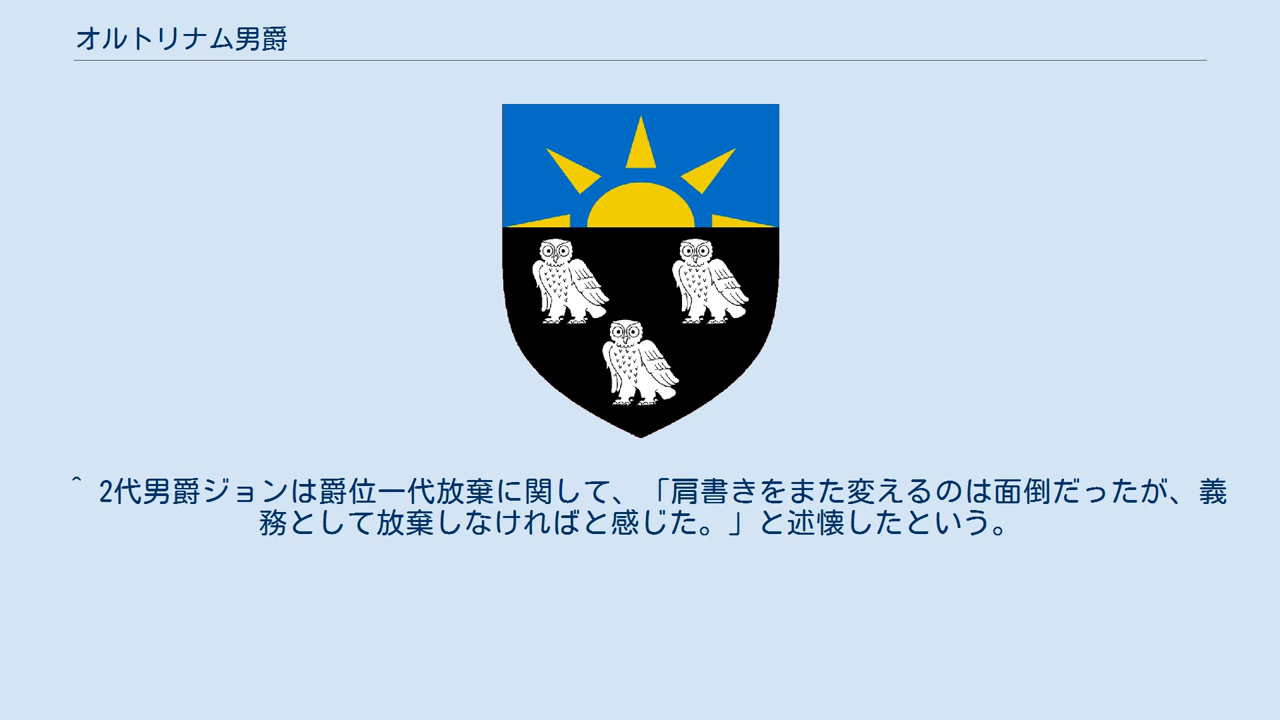 オルトリナム男爵
^ 2代男爵ジョンは爵位一代放棄に関して、「肩書きをまた変えるのは面倒だったが、義
務として放棄しなければと感じた。」と述懐したという。